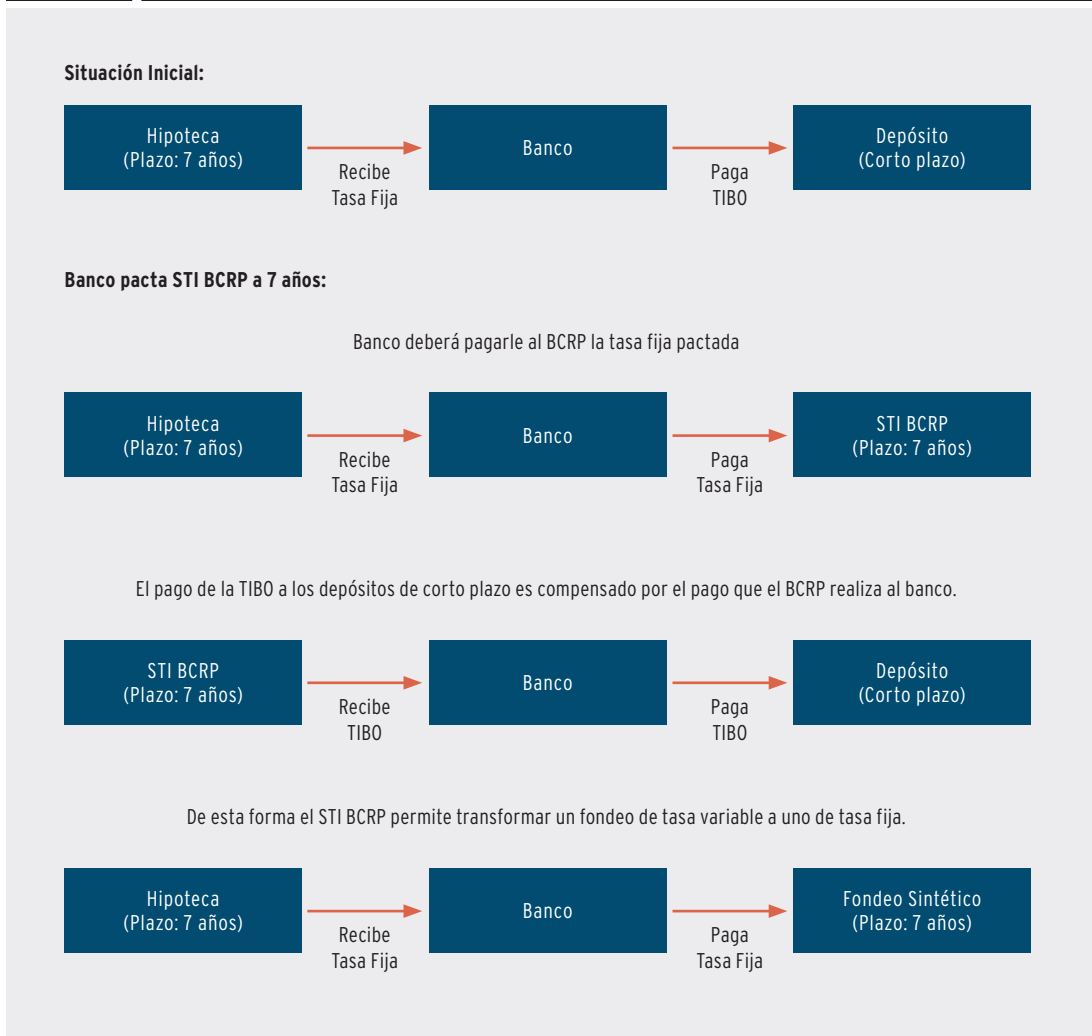 Situación Inicial:
Hipoteca
(Plazo: 7 años)
Recibe
Tasa Fija
Banco
Paga
TIBO
Depósito
(Corto plazo)
Banco pacta STI BCRP a 7 años:
Banco deberá pagarle al BCRP la tasa fija pactada
Hipoteca
(Plazo: 7 años)
Recibe
Tasa Fija
Banco
Paga
Tasa Fija
STI BCRP
(Plazo: 7 años)
El pago de la TIBO a los depósitos de corto plazo es compensado por el pago que el BCRP realiza al banco.
STI BCRP
(Plazo: 7 años)
Recibe
TIBO
Banco
Paga
TIBO
Depósito
(Corto plazo)
De esta forma el STI BCRP permite transformar un fondeo de tasa variable a uno de tasa fija.
Hipoteca
(Plazo: 7 años)
Recibe
Tasa Fija
Banco
Paga
Tasa Fija
Fondeo Sintético
(Plazo: 7 años)